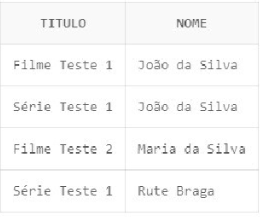 TITULO NOME
Filme Teste 1 João da Silva
Série Teste 1 João da Silva
Filme Teste 2 Maria da Silva
Série Teste 1 Rute Braga